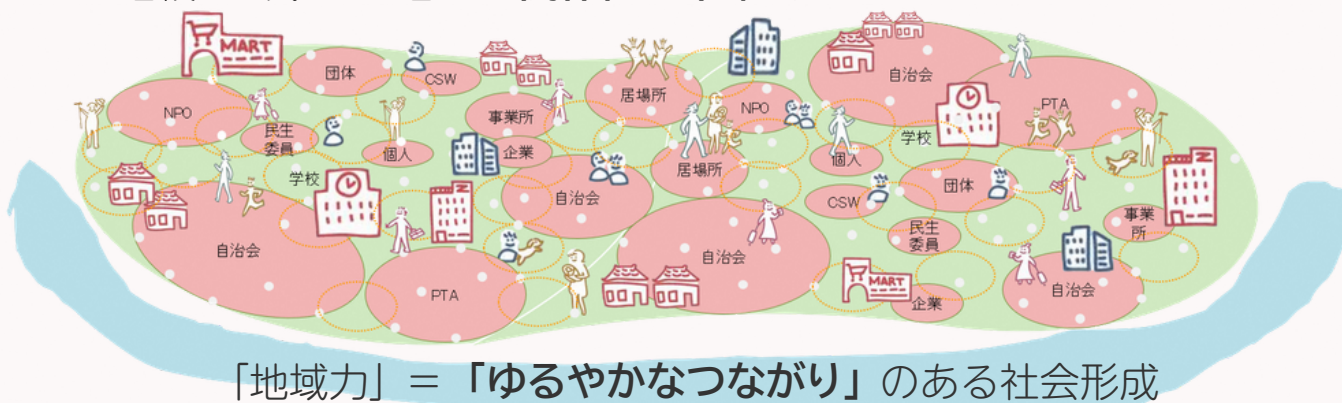 MART
団体
CSW
NPO
民生
委員
個人
事業所
企業
学校
自治会
自治会
PTA
居場所
NPO
居場所
自治会
自治会
PTA
学校
個人
CSW
団体
民生
委員
事業
所
MART
企業
自治会
「地域力」＝「ゆるやかなつながり」のある社会形成